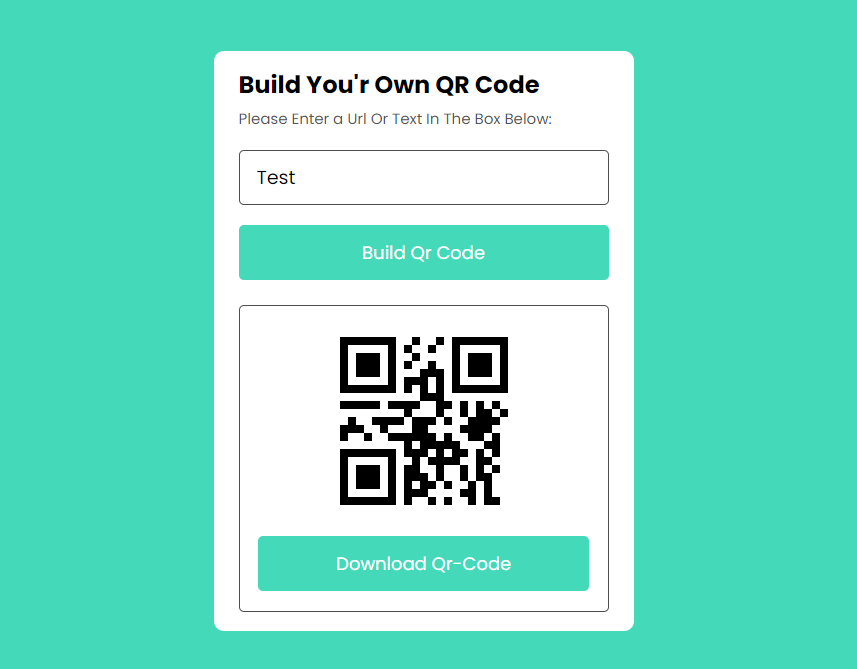 Build You'r Own QR Code
Please Enter a Url Or Text In The Box Below:
Test
Build Qr Code
Download Qr-Code